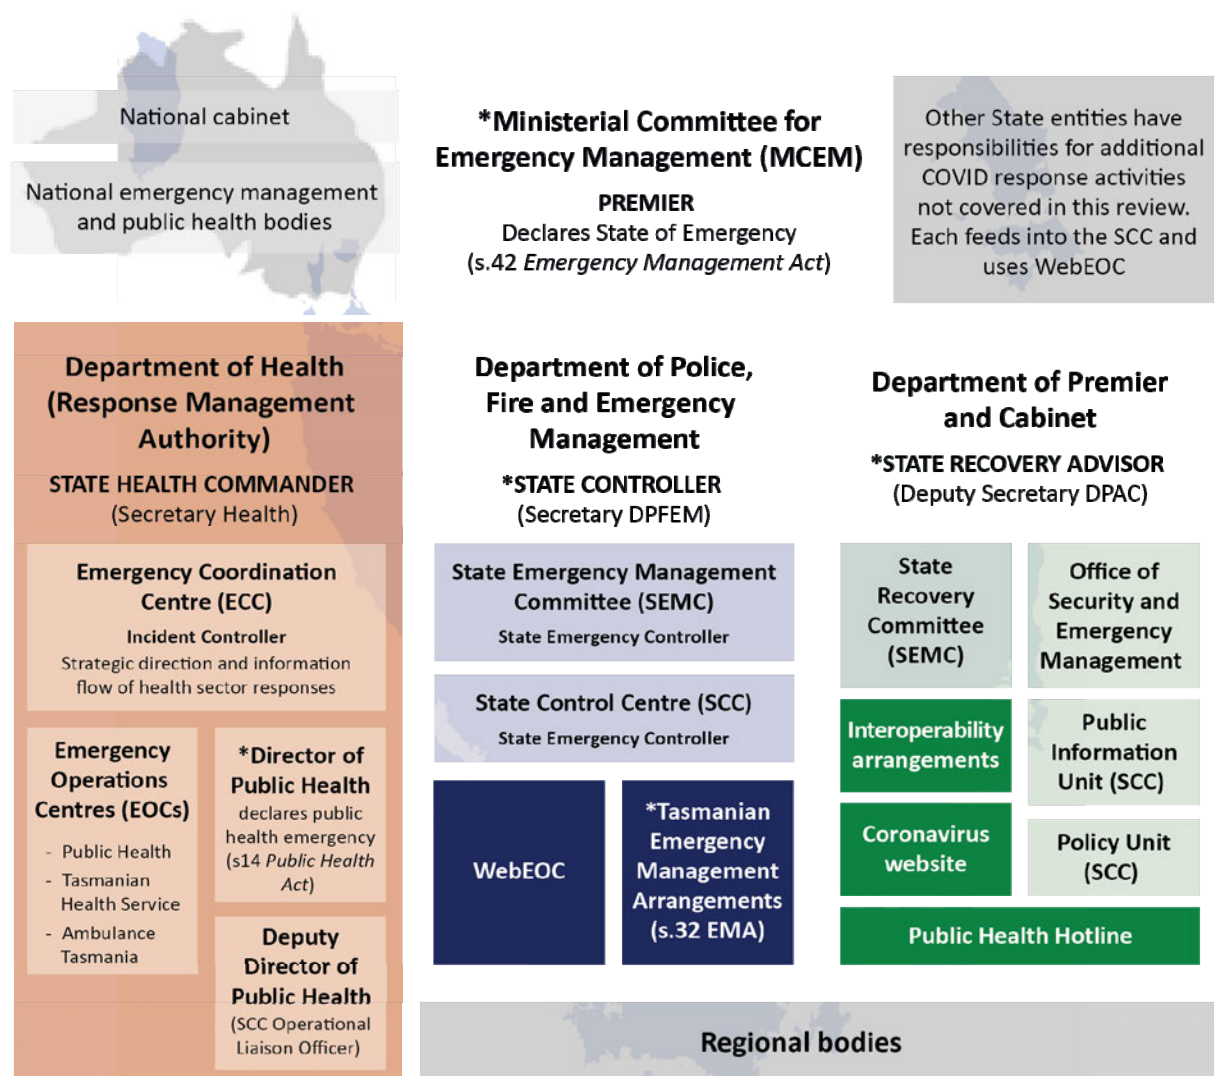 National cabinet
National emergency management
and public health bodies
*Ministerial Committee for
Emergency Management (MCEM)
PREMIER
Declares State of Emergency
(s.42 Emergency Management Act)
Other State entities have
responsibilities for additional
COVID response activities
not covered in this review.
Each feeds into the SCC and
uses WebEOC
Department of Health
(Response Management
Authority)
STATE HEALTH COMMANDER
(Secretary Health)
Emergency Coordination
Centre (ECC)
Incident Controller
Strategic direction and information
flow of health sector responses
Emergency
Operations
Centres (EOCs)
- Public Health
- Tasmanian
Health Service
- Ambulance
Tasmania
*Director of
Public Health
declares public
health emergency
(s14 Public Health
Act)
Deputy
Director of
Public Health
(SCC Operational
Liaison Officer)
Department of Police,
Fire and Emergency
Management
*STATE CONTROLLER
(Secretary DPFEM)
State Emergency Management
Committee (SEMC)
State Emergency Controller
State Control Centre (SCC)
State Emergency Controller
WebEOC
*Tasmanian
Emergency
Management
Arrangements
(s.32 EMA)
Department of Premier
and Cabinet
*STATE RECOVERY ADVISOR
(Deputy Secretary DPAC)
State
Recovery
Committee
(SEMC)
Office of
Security and
Emergency
Management
Interoperability
arrangements
Public
Information
Unit (SCC)
Coronavirus
website
Policy Unit
(SCC)
Public Health Hotline
Regional bodies